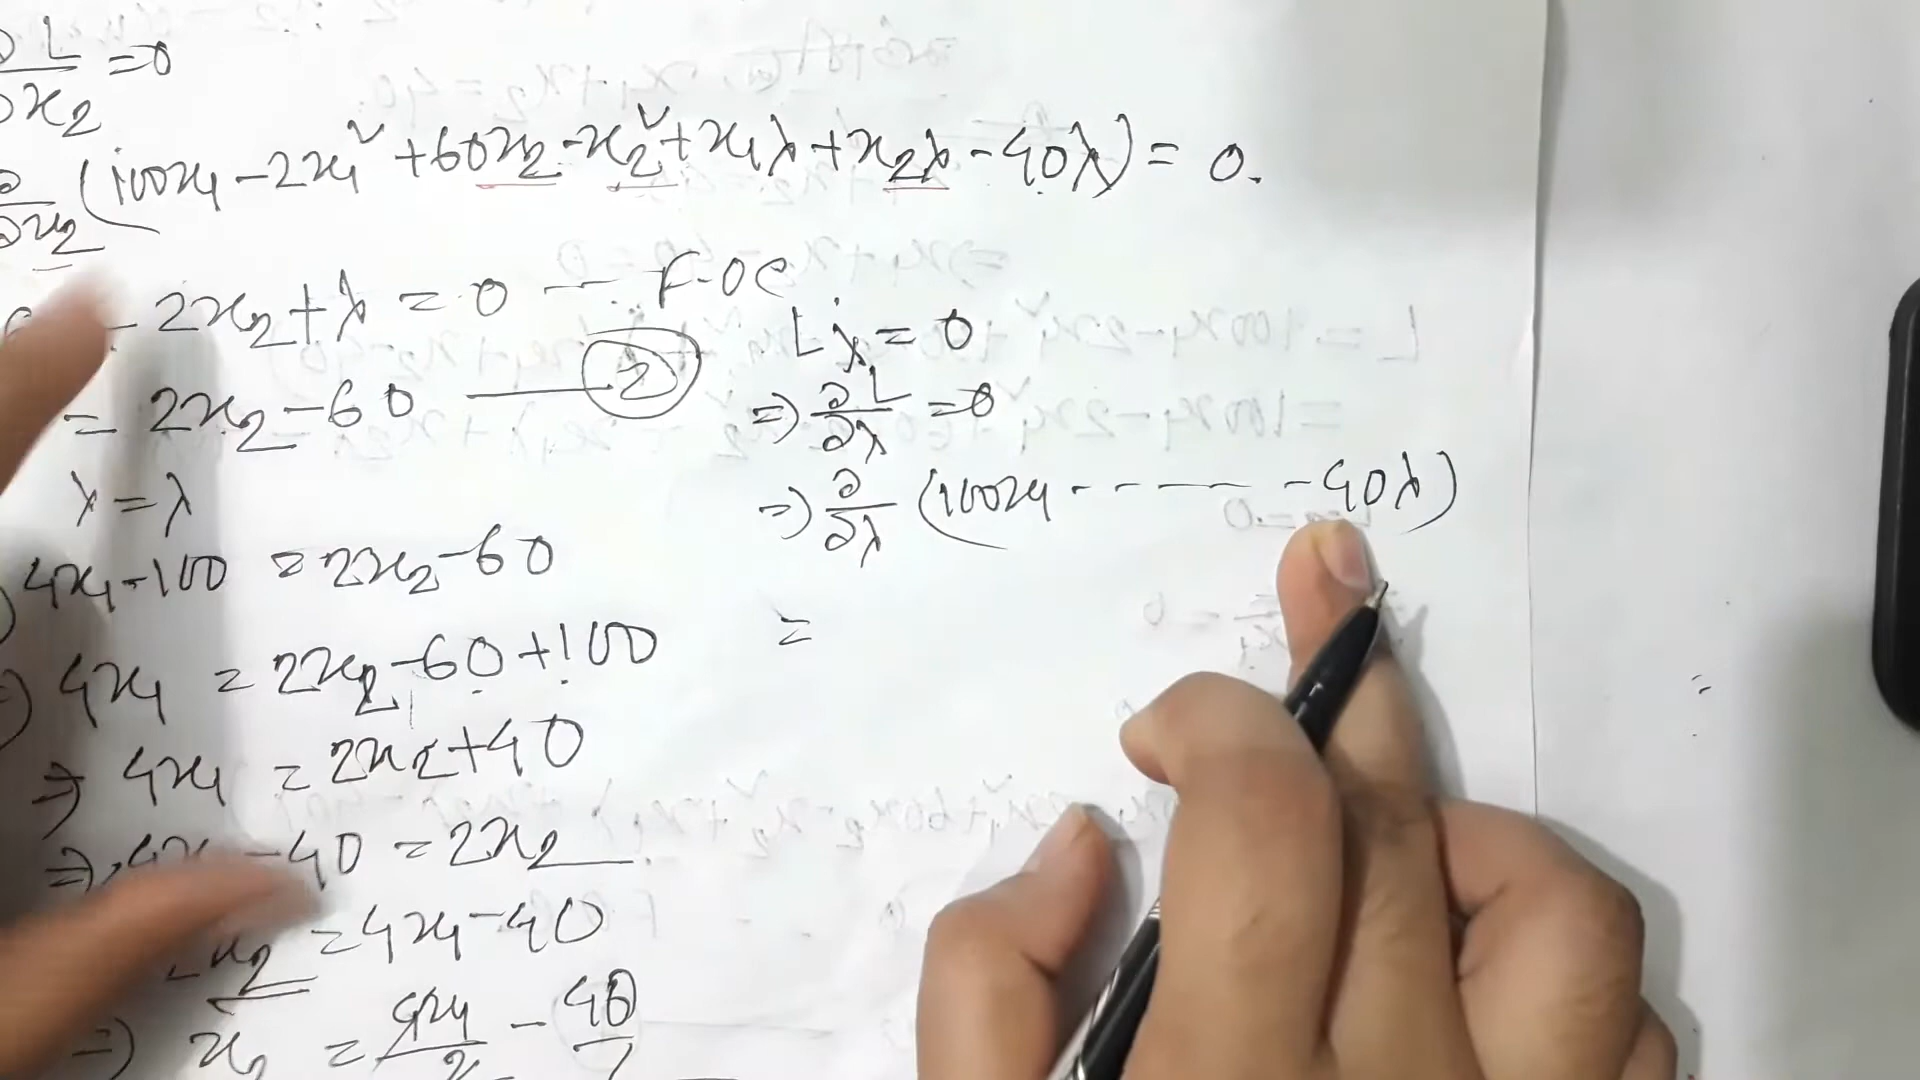 ∂L/∂x₂ =0
∂/∂x₂ (100x₁-2x₁²+60x₂-x₂²+x₁λ+x₂λ-40λ) = 0.
- 2x₂+λ = 0 — F.O.C
= 2x₂-60 — ②
λ=λ
4x₁-100 = 2x₂-60
⇒) 4x₁ = 2x₂-60+100
⇒ 4x₁ = 2x₂+40
⇒ 4x₁-40 = 2x₂
2x₂ = 4x₁-40
⇒) x₂ = 4x₁/2 - 40/2
Lλ = 0
⇒) ∂L/∂λ =0
⇒) ∂/∂λ (100x₁ - - - - - -40λ)
=